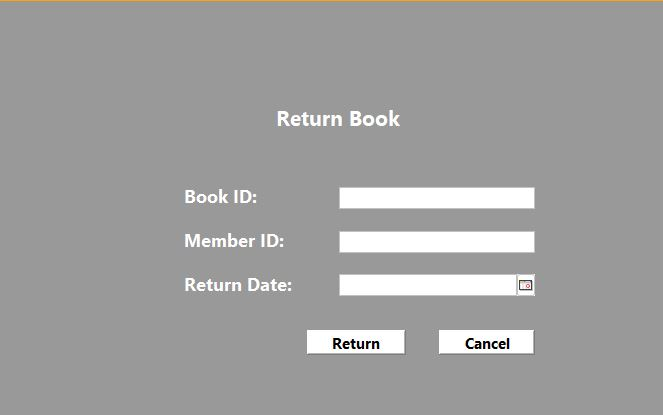 Return Book
Book ID:
Member ID:
Return Date:
Return Cancel